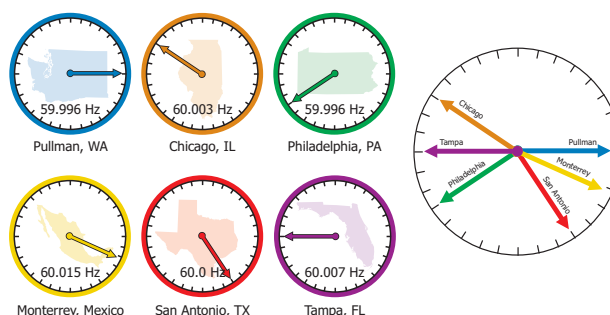 59.996 Hz
Pullman, WA
60.003 Hz
Chicago, IL
59.996 Hz
Philadelphia, PA
60.015 Hz
Monterrey, Mexico
60.0 Hz
San Antonio, TX
60.007 Hz
Tampa, FL
Chicago
Tampa
Philadelphia
Pullman
Monterrey
San Antonio